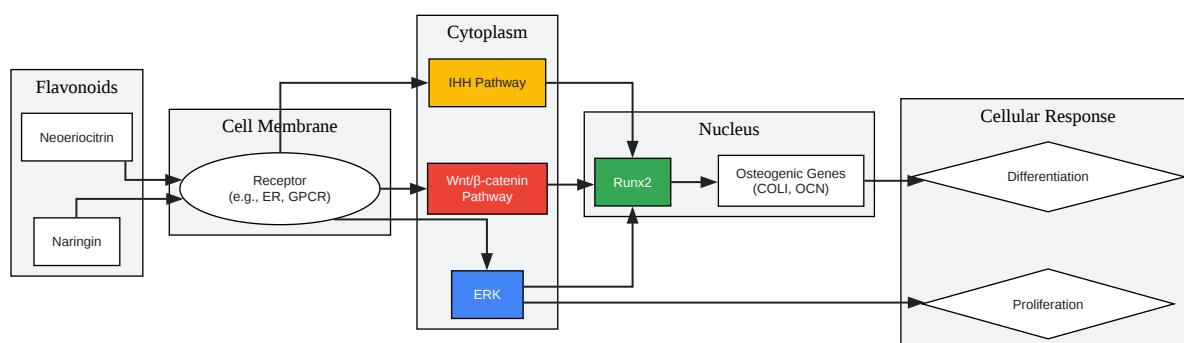 Flavonoids
Neoeriocitrin
Naringin
Cell Membrane
Receptor
(e.g., ER, GPCR)
Cytoplasm
IHH Pathway
Wnt/β-catenin
Pathway
ERK
Nucleus
Runx2
Osteogenic Genes
(COLI, OCN)
Cellular Response
Differentiation
Proliferation